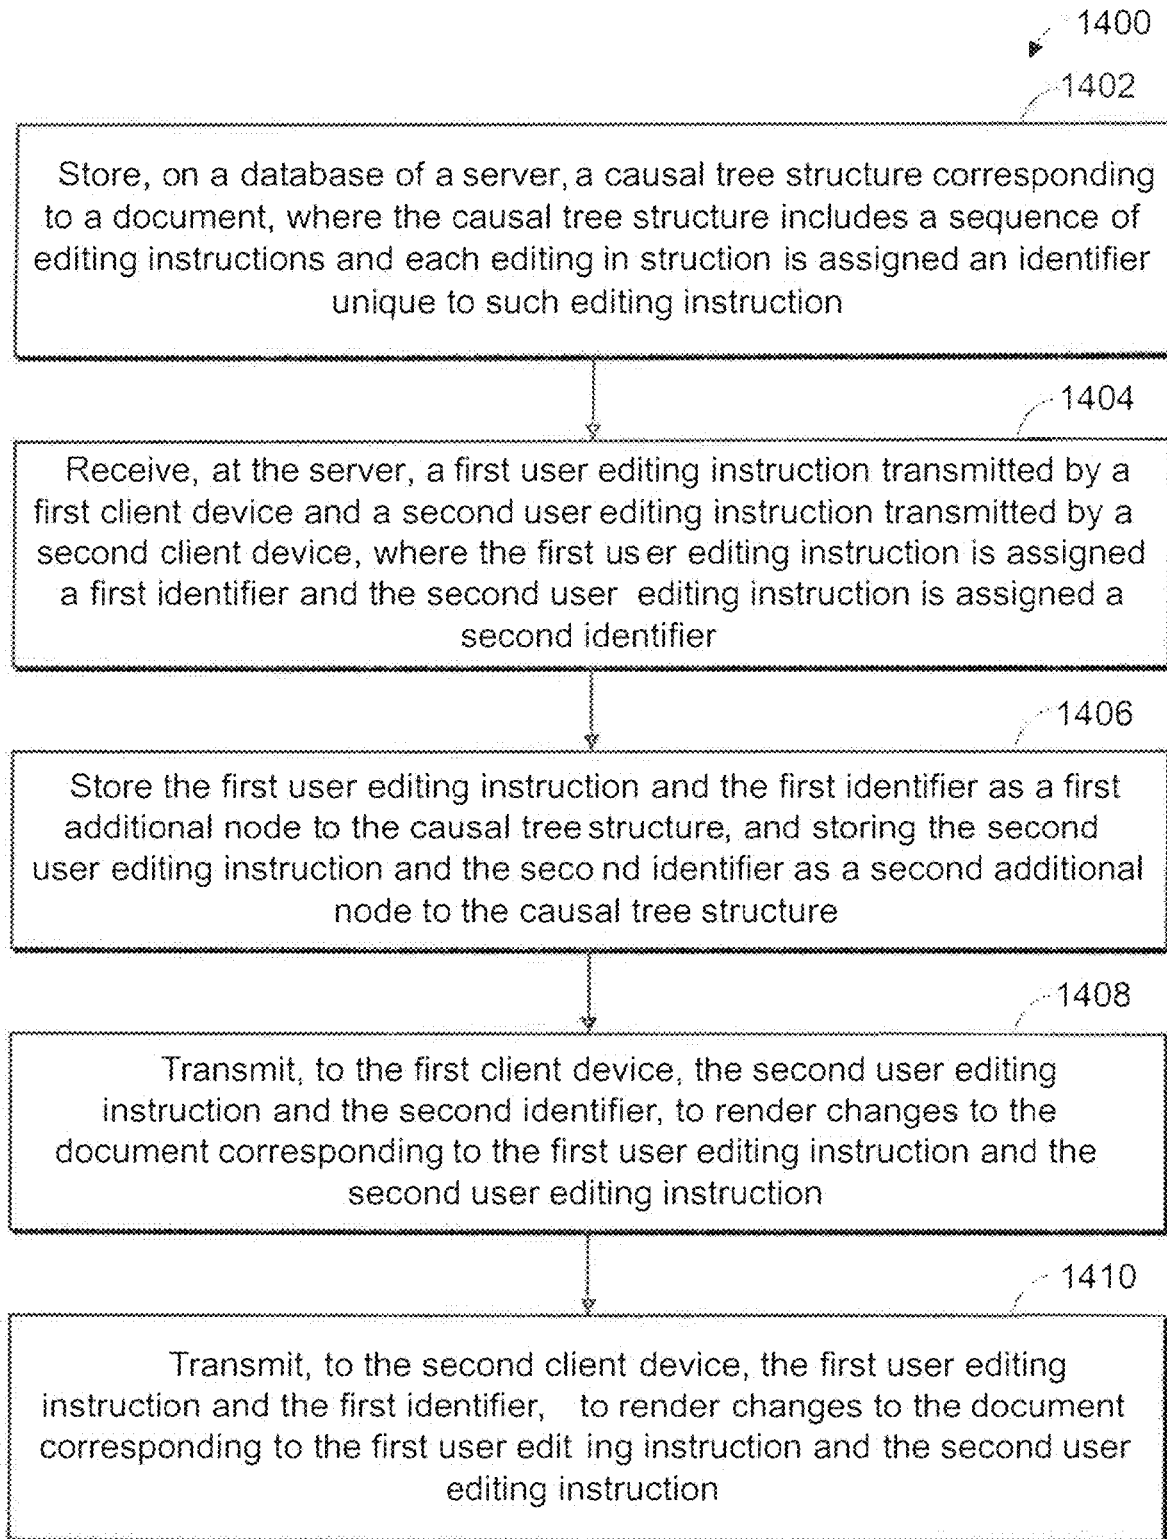 1400
1402
Store, on a database of a server, a causal tree structure corresponding
to a document, where the causal tree structure includes a sequence of
editing instructions and each editing in struction is assigned an identifier
unique to such editing instruction
1404
Receive, at the server, a first user editing instruction transmitted by a
first client device and a second user editing instruction transmitted by a
second client device, where the first us er editing instruction is assigned
a first identifier and the second user editing instruction is assigned a
second identifier
1406
Store the first user editing instruction and the first identifier as a first
additional node to the causal tree structure, and storing the second
user editing instruction and the seco nd identifier as a second additional
node to the causal tree structure
1408
Transmit, to the first client device, the second user editing
instruction and the second identifier, to render changes to the
document corresponding to the first user editing instruction and the
second user editing instruction
1410
Transmit, to the second client device, the first user editing
instruction and the first identifier, to render changes to the document
corresponding to the first user edit ing instruction and the second user
editing instruction